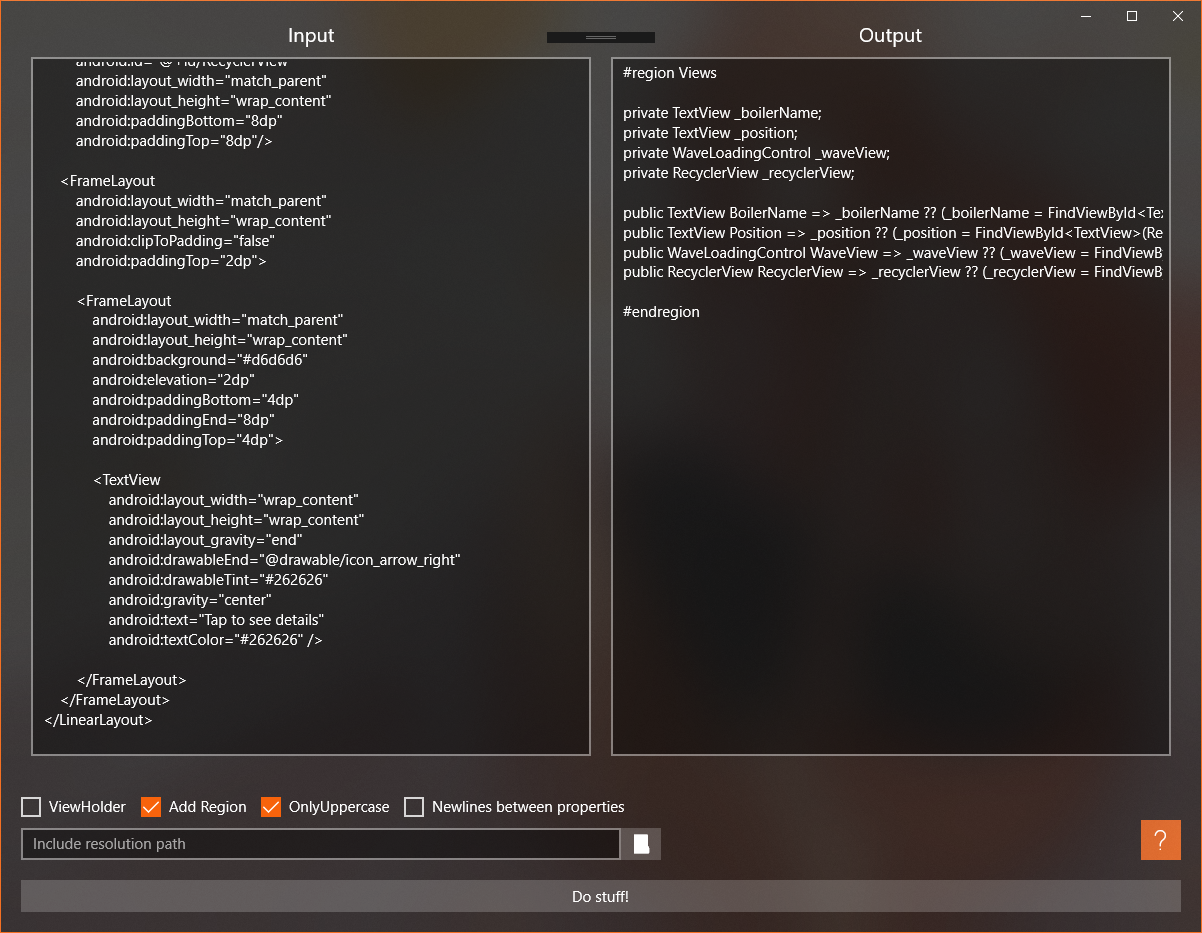 Input
Output
android:layout_width="match_parent"
android:layout_height="wrap_content"
android:paddingBottom="8dp"
android:paddingTop="8dp"/>
<FrameLayout
android:layout_width="match_parent"
android:layout_height="wrap_content"
android:clipToPadding="false"
android:paddingTop="2dp">
<FrameLayout
android:layout_width="match_parent"
android:layout_height="wrap_content"
android:background="#d6d6d6"
android:elevation="2dp"
android:paddingBottom="4dp"
android:paddingEnd="8dp"
android:paddingTop="4dp">
<TextView
android:layout_width="wrap_content"
android:layout_height="wrap_content"
android:layout_gravity="end"
android:drawableEnd="@drawable/icon_arrow_right"
android:drawableTint="#262626"
android:gravity="center"
android:text="Tap to see details"
android:textColor="#262626" />
</FrameLayout>
</FrameLayout>
</LinearLayout>
#region Views
private TextView _boilerName;
private TextView _position;
private WaveLoadingControl _waveView;
private RecyclerView _recyclerView;
public TextView BoilerName => _boilerName ?? (_boilerName = FindViewById<Te
public TextView Position => _position ?? (_position = FindViewById<TextView>(Re
public WaveLoadingControl WaveView => _waveView ?? (_waveView = FindViewB
public RecyclerView RecyclerView => _recyclerView ?? (_recyclerView = FindViewB
#endregion
ViewHolder
Add Region
OnlyUppercase
Newlines between properties
Include resolution path
?
Do stuff!